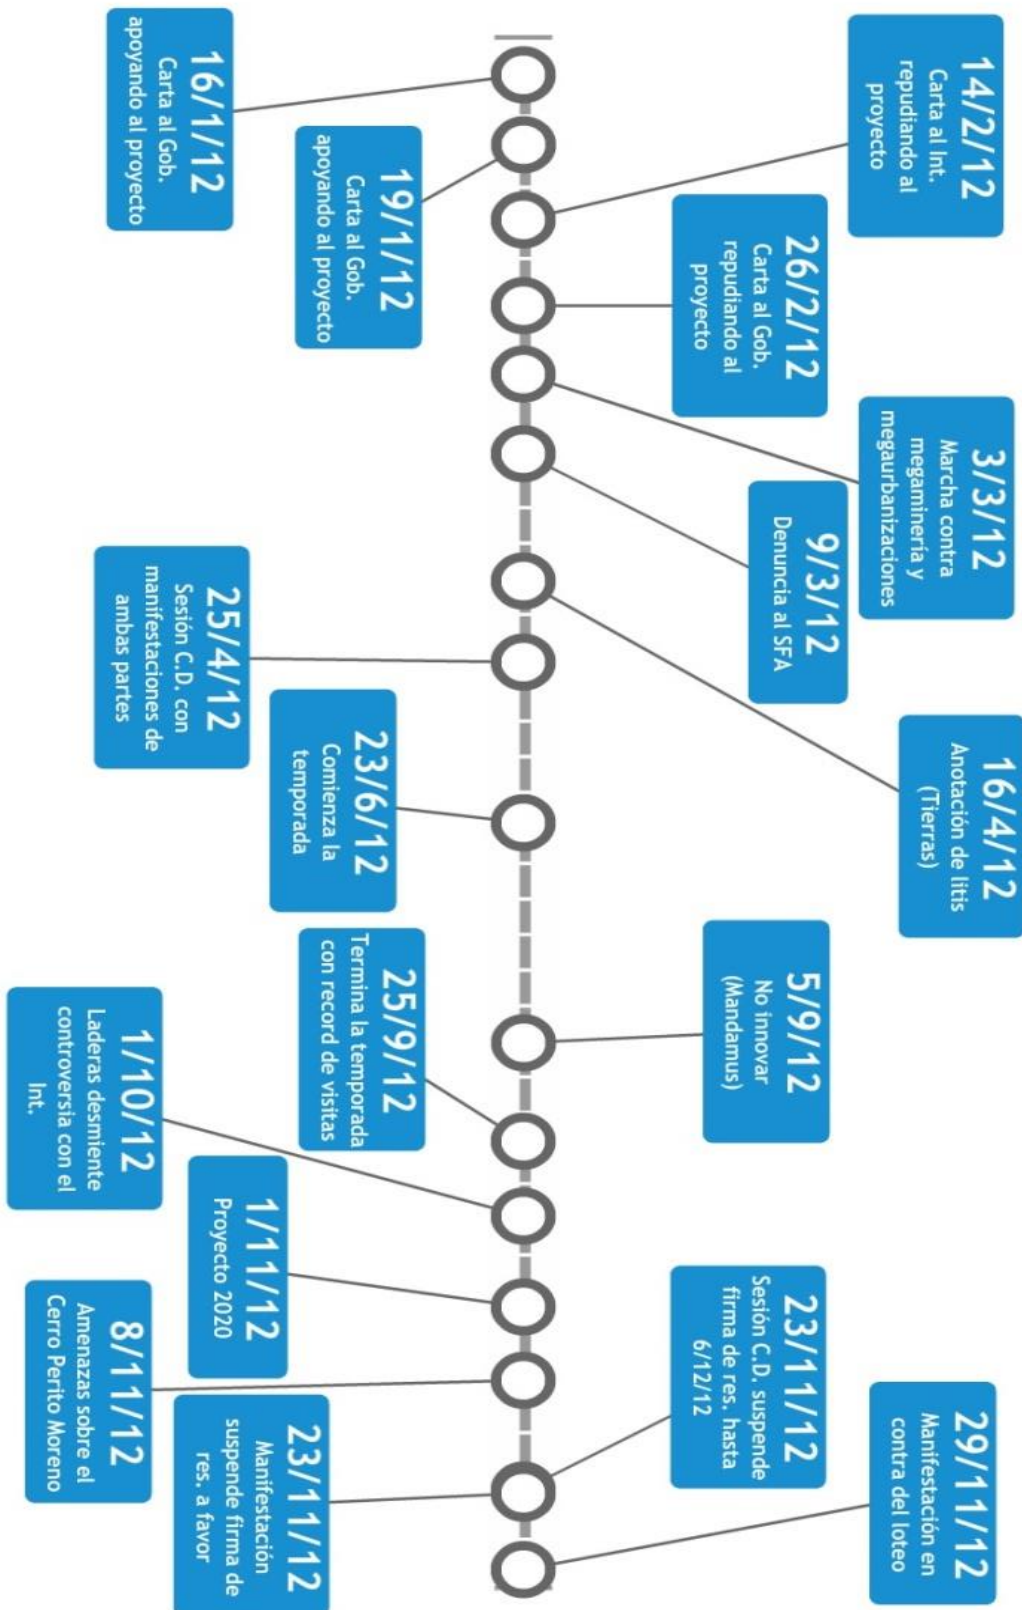 16/1/12
Carta al Gob.
apoyando al proyecto
19/1/12
Carta al Gob.
apoyando al proyecto
14/2/12
Carta al Int.
repudiando al
proyecto
26/2/12
Carta al Gob.
repudiando al
proyecto
3/3/12
Marcha contra
megaminería y
megaurbanizaciones
9/3/12
Denuncia al SFA
16/4/12
Anotación de litis
(Tierras)
25/4/12
Sesión C.D. con
manifestaciones de
ambas partes
23/6/12
Comienza la
temporada
5/9/12
No innovar
(Mandamus)
25/9/12
Termina la temporada
con record de visitas
1/10/12
Laderas desmiente
controversia con el
Int.
1/11/12
Proyecto 2020
8/11/12
Amenazas sobre el
Cerro Perito Moreno
23/11/12
Sesión C.D. suspende
firma de res. hasta
6/12/12
23/11/12
Manifestación
suspende firma de
res. a favor
29/11/12
Manifestación en
contra del loteo